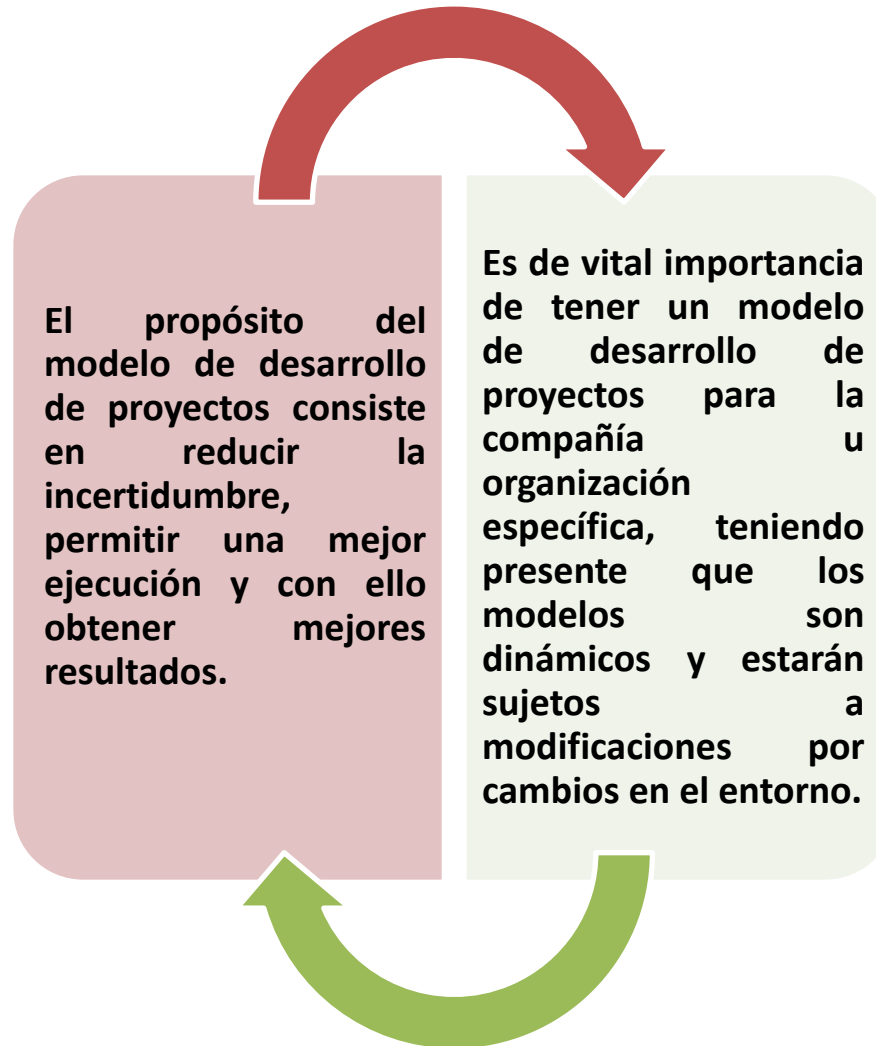 El propósito del
modelo de desarrollo
de proyectos consiste
en reducir la
incertidumbre,
permitir una mejor
ejecución y con ello
obtener mejores
resultados.
Es de vital importancia
de tener un modelo
de desarrollo de
proyectos para la
compañía u
organización
específica, teniendo
presente que los
modelos son
dinámicos y estarán
sujetos a
modificaciones por
cambios en el entorno.